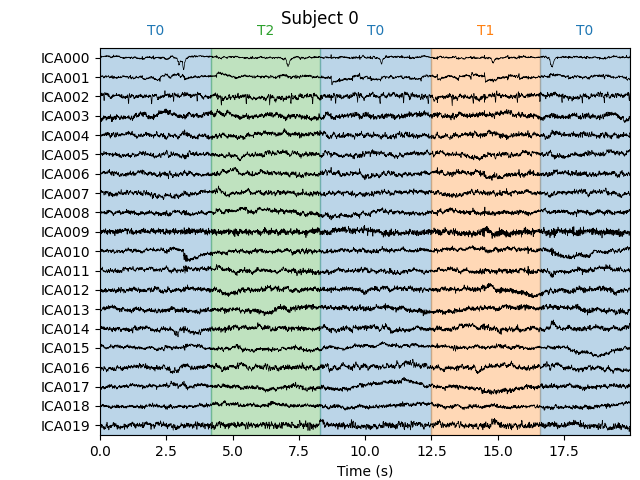 Subject 0
T0 T2 T0 T1 T0
ICA000
ICA001
ICA002
ICA003
ICA004
ICA005
ICA006
ICA007
ICA008
ICA009
ICA010
ICA011
ICA012
ICA013
ICA014
ICA015
ICA016
ICA017
ICA018
ICA019
0.0 2.5 5.0 7.5 10.0 12.5 15.0 17.5
Time (s)